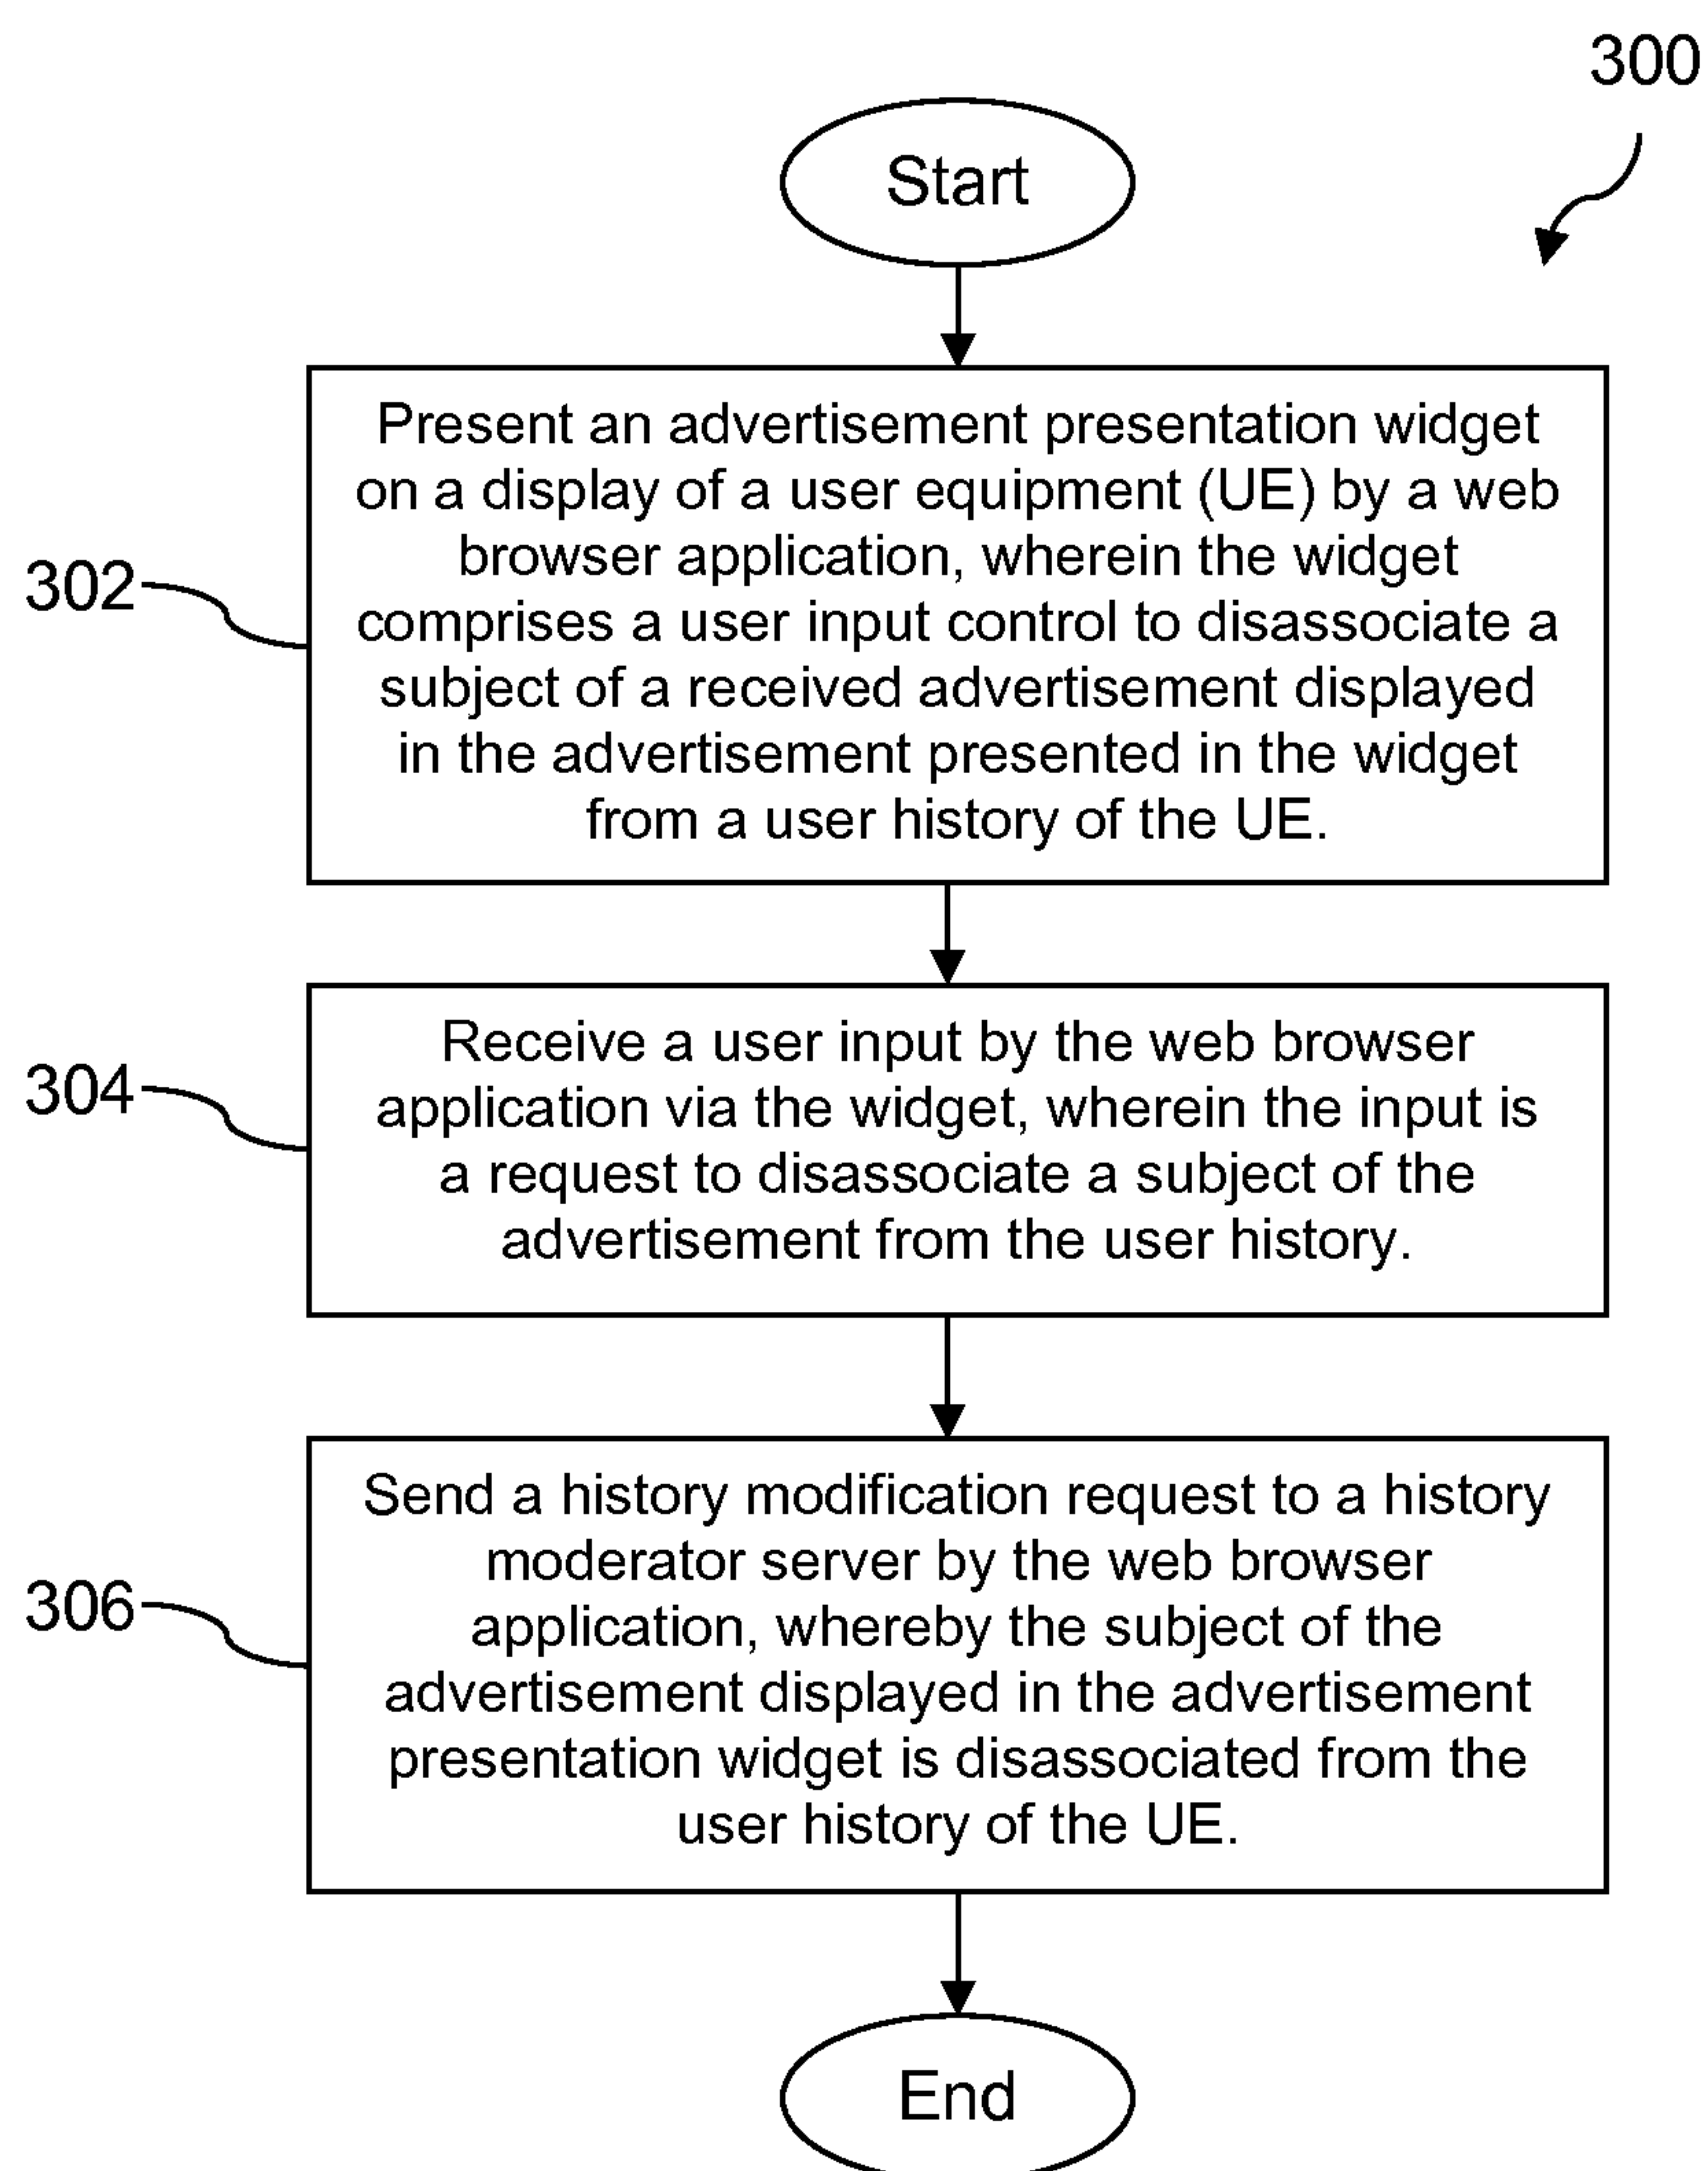 300
Start
302
Present an advertisement presentation widget
on a display of a user equipment (UE) by a web
browser application, wherein the widget
comprises a user input control to disassociate a
subject of a received advertisement displayed
in the advertisement presented in the widget
from a user history of the UE.
304
Receive a user input by the web browser
application via the widget, wherein the input is
a request to disassociate a subject of the
advertisement from the user history.
306
Send a history modification request to a history
moderator server by the web browser
application, whereby the subject of the
advertisement displayed in the advertisement
presentation widget is disassociated from the
user history of the UE.
End